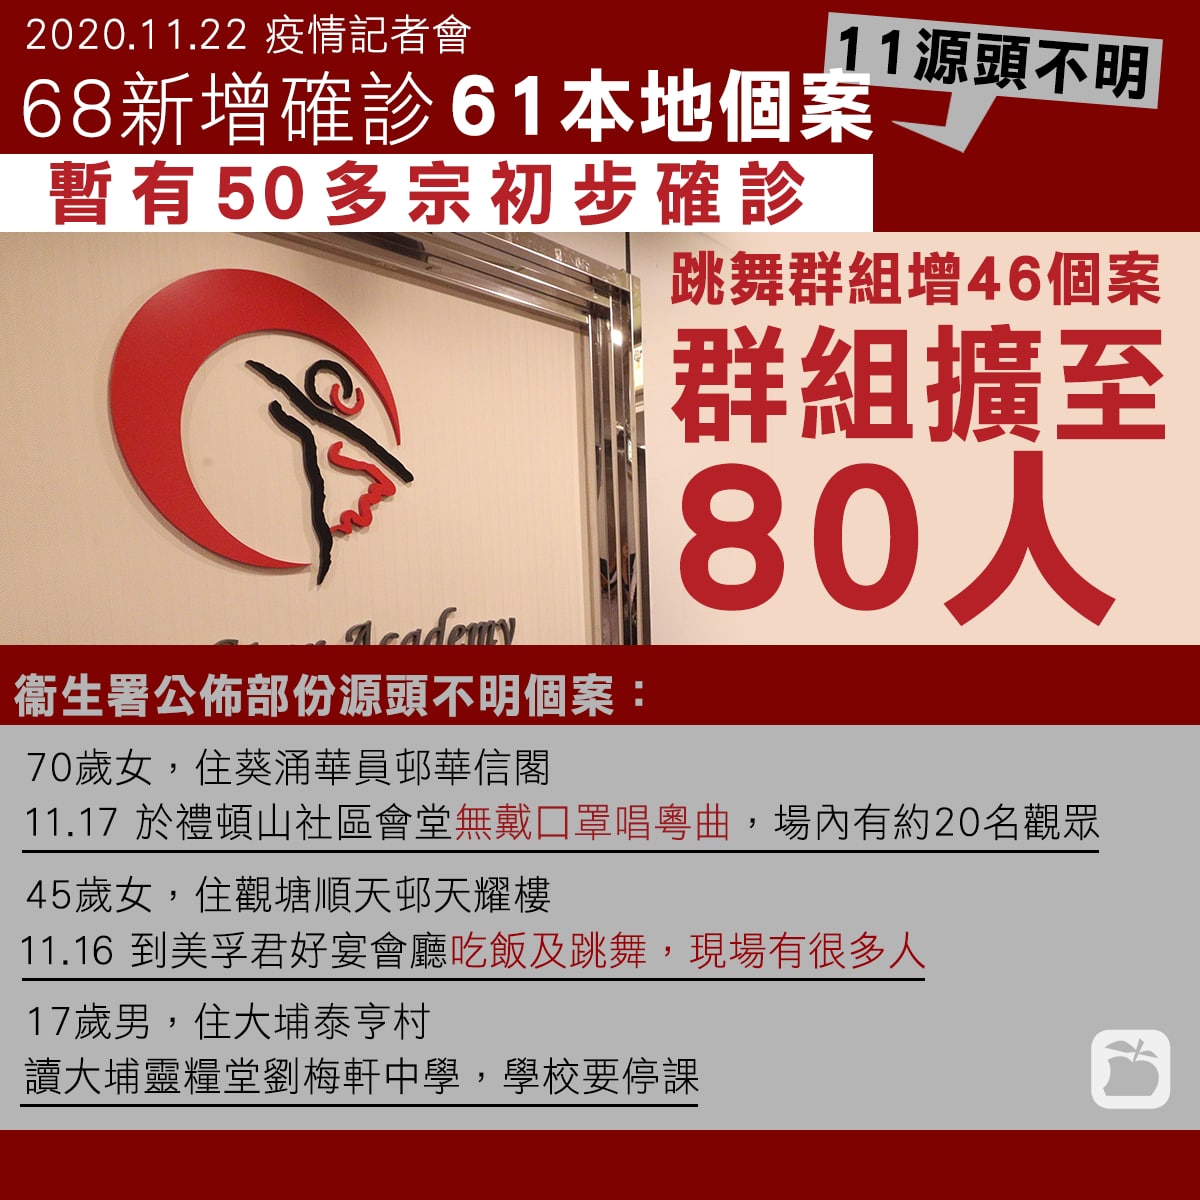 2020.11.22 疫情記者會
68新增確診 61本地個案
11源頭不明
暫有50多宗初步確診
跳舞群組增46個案
群組擴至
80人
Academy
衞生署公佈部份源頭不明個案：
70歲女，住葵涌華員邨華信閣
11.17 於禮頓山社區會堂無戴口罩唱粵曲，場內有約20名觀眾
45歲女，住觀塘順天邨天耀樓
11.16 到美孚君好宴會廳吃飯及跳舞，現場有很多人
17歲男，住大埔泰亨村
讀大埔靈糧堂劉梅軒中學，學校要停課